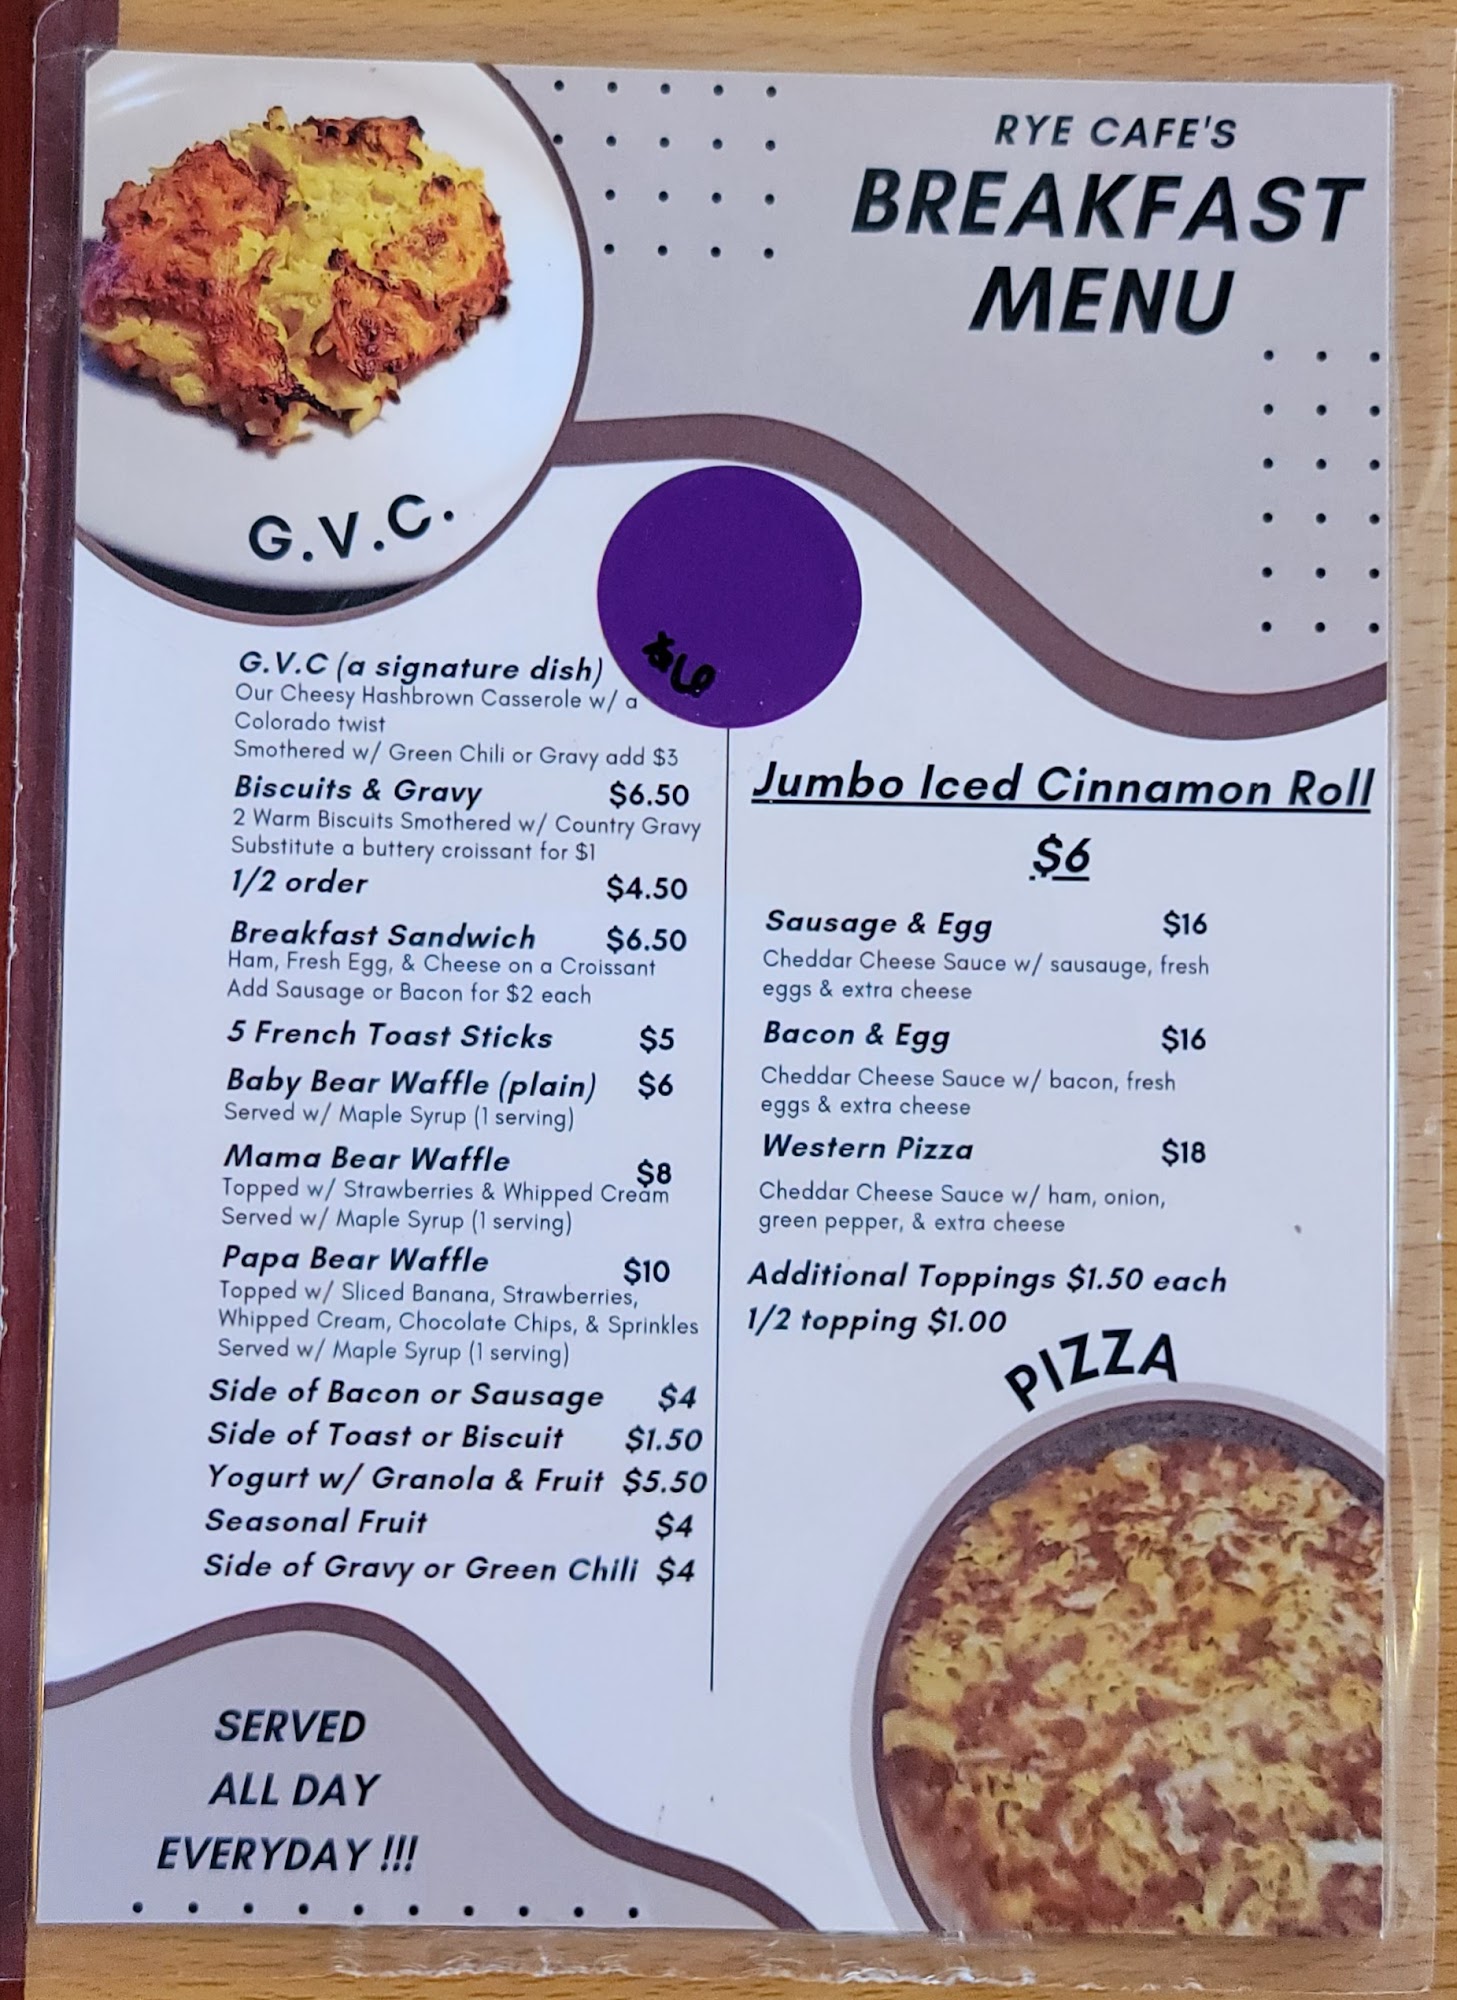 RYE CAFE'S
BREAKFAST
MENU
G.V.C.
$6
G.V.C (a signature dish)
Our Cheesy Hashbrown Casserole w/ a
Colorado twist
Smothered w/ Green Chili or Gravy add $3
Biscuits & Gravy $6.50
2 Warm Biscuits Smothered w/ Country Gravy
Substitute a buttery croissant for $1
1/2 order $4.50
Breakfast Sandwich $6.50
Ham, Fresh Egg, & Cheese on a Croissant
Add Sausage or Bacon for $2 each
5 French Toast Sticks $5
Baby Bear Waffle (plain) $6
Served w/ Maple Syrup (1 serving)
Mama Bear Waffle $8
Topped w/ Strawberries & Whipped Cream
Served w/ Maple Syrup (1 serving)
Papa Bear Waffle $10
Topped w/ Sliced Banana, Strawberries,
Whipped Cream, Chocolate Chips, & Sprinkles
Served w/ Maple Syrup (1 serving)
Side of Bacon or Sausage $4
Side of Toast or Biscuit $1.50
Yogurt w/ Granola & Fruit $5.50
Seasonal Fruit $4
Side of Gravy or Green Chili $4
SERVED
ALL DAY
EVERYDAY !!!
Jumbo Iced Cinnamon Roll
$6
Sausage & Egg $16
Cheddar Cheese Sauce w/ sausauge, fresh
eggs & extra cheese
Bacon & Egg $16
Cheddar Cheese Sauce w/ bacon, fresh
eggs & extra cheese
Western Pizza $18
Cheddar Cheese Sauce w/ ham, onion,
green pepper, & extra cheese
Additional Toppings $1.50 each
1/2 topping $1.00
PIZZA